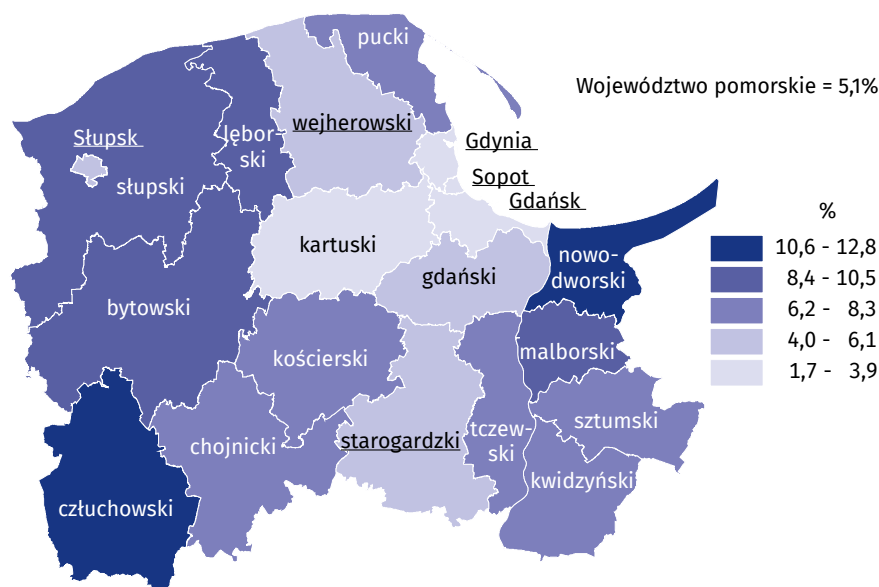 pucki
Województwo pomorskie = 5,1%
wejherowski
lębor-
ski
Słupsk
słupski
Gdynia
Sopot
Gdańsk
kartuski
gdański
nowo-
dworski
%
10,6 - 12,8
8,4 - 10,5
6,2 - 8,3
4,0 - 6,1
1,7 - 3,9
bytowski
kościerski
malborski
chojnicki
starogardzki
tczew-
ski
sztumski
kwidzyński
człuchowski